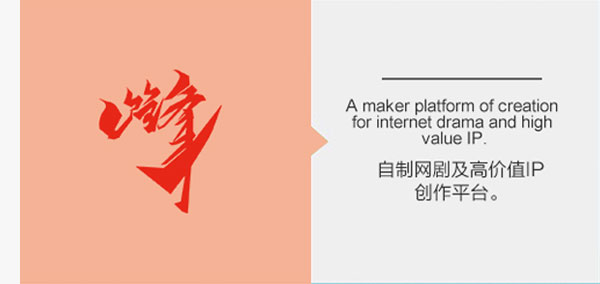 峰
A maker platform of creation
for internet drama and high
value IP.
自制网剧及高价值IP
创作平台。